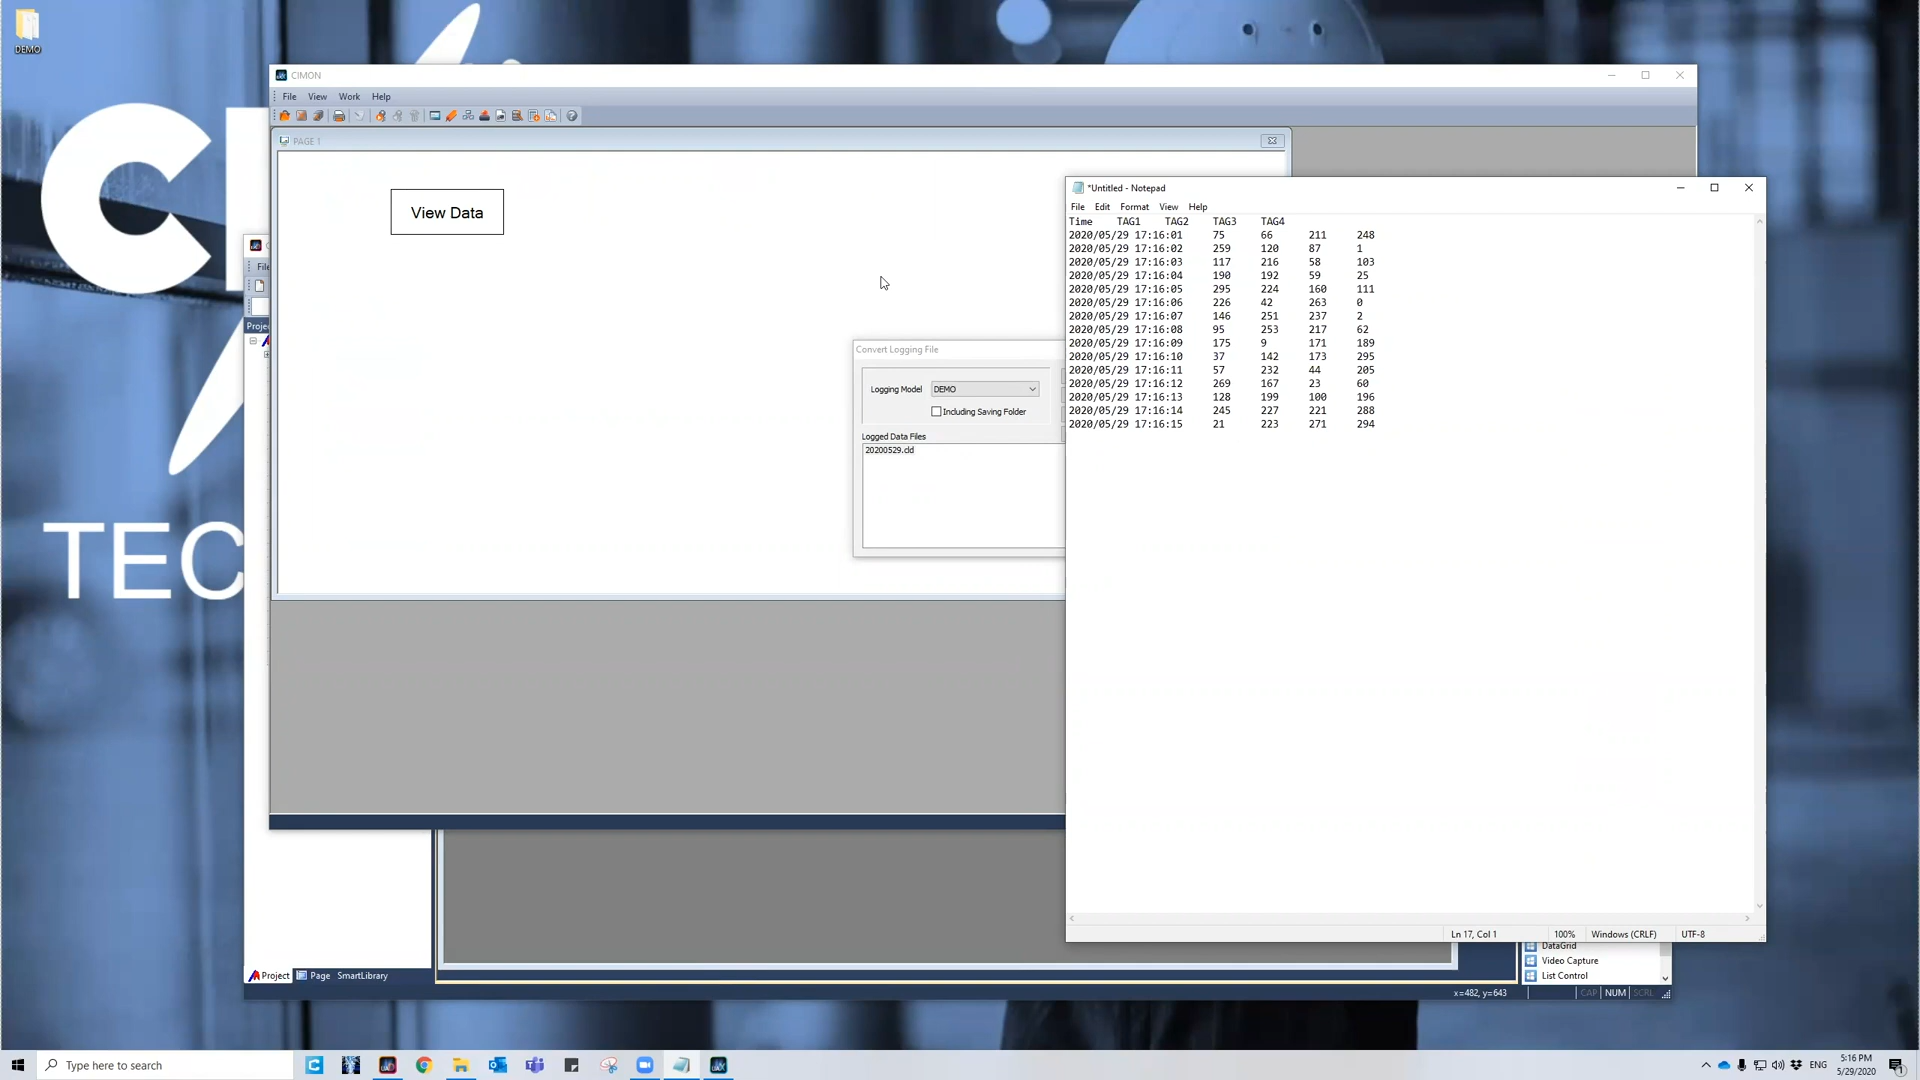 DEMO
CIMON
File View Work Help
PAGE 1
View Data
*Untitled - Notepad
File Edit Format View Help
Time TAG1 TAG2 TAG3 TAG4
2020/05/29 17:16:01 75 66 211 248
2020/05/29 17:16:02 259 120 87 1
2020/05/29 17:16:03 117 216 58 103
2020/05/29 17:16:04 190 192 59 25
2020/05/29 17:16:05 295 224 160 111
2020/05/29 17:16:06 226 42 263 0
2020/05/29 17:16:07 146 251 237 2
2020/05/29 17:16:08 95 253 217 62
2020/05/29 17:16:09 175 9 171 189
2020/05/29 17:16:10 37 142 173 295
2020/05/29 17:16:11 57 232 44 205
2020/05/29 17:16:12 269 167 23 60
2020/05/29 17:16:13 128 199 100 196
2020/05/29 17:16:14 245 227 221 288
2020/05/29 17:16:15 21 223 271 294
Convert Logging File
Logging Model DEMO
Including Saving Folder
Logged Data Files
20200529.cld
TEC
Ln 17, Col 1 100% Windows (CRLF) UTF-8
DataGrid
Video Capture
List Control
Project Page SmartLibrary
x=482, y=643 CAP NUM SCRL
Type here to search
ENG
5:16 PM
5/29/2020